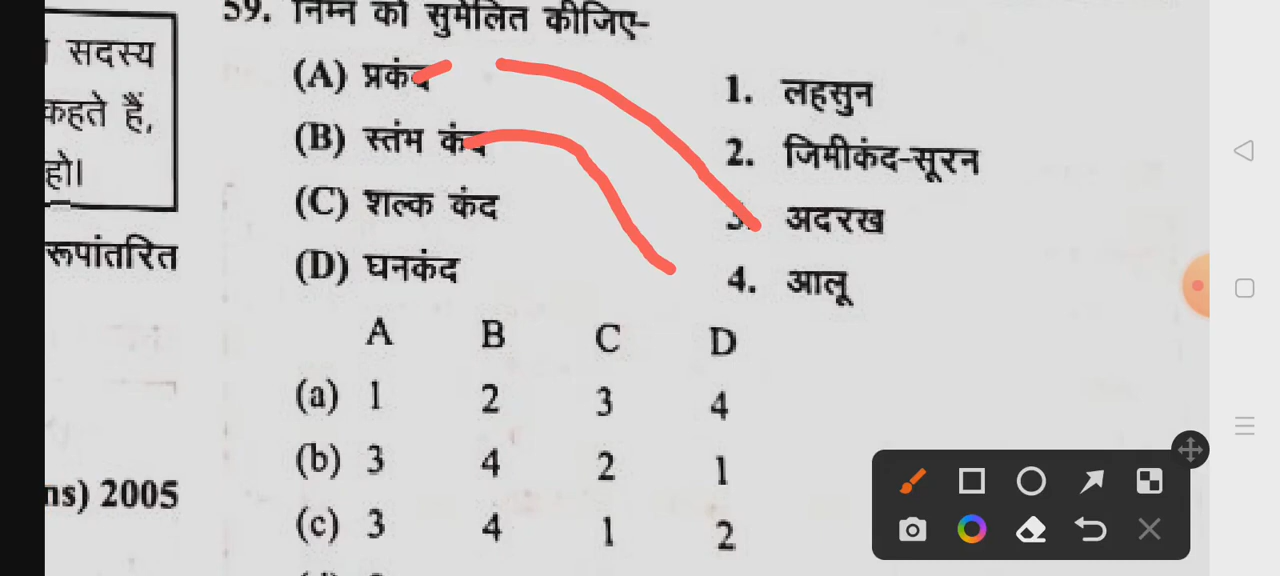 59. निम्न को सुमेलित कीजिए-
सदस्य
कहते हैं,
हो।
रूपांतरित
ns) 2005
(A) प्रकंद
1. लहसुन
(B) स्तंभ कंद
2. जिमीकंद-सूरन
(C) शल्क कंद
3. अदरख
(D) घनकंद
4. आलू
A B C D
(a) 1 2 3 4
(b) 3 4 2 1
(c) 3 4 1 2